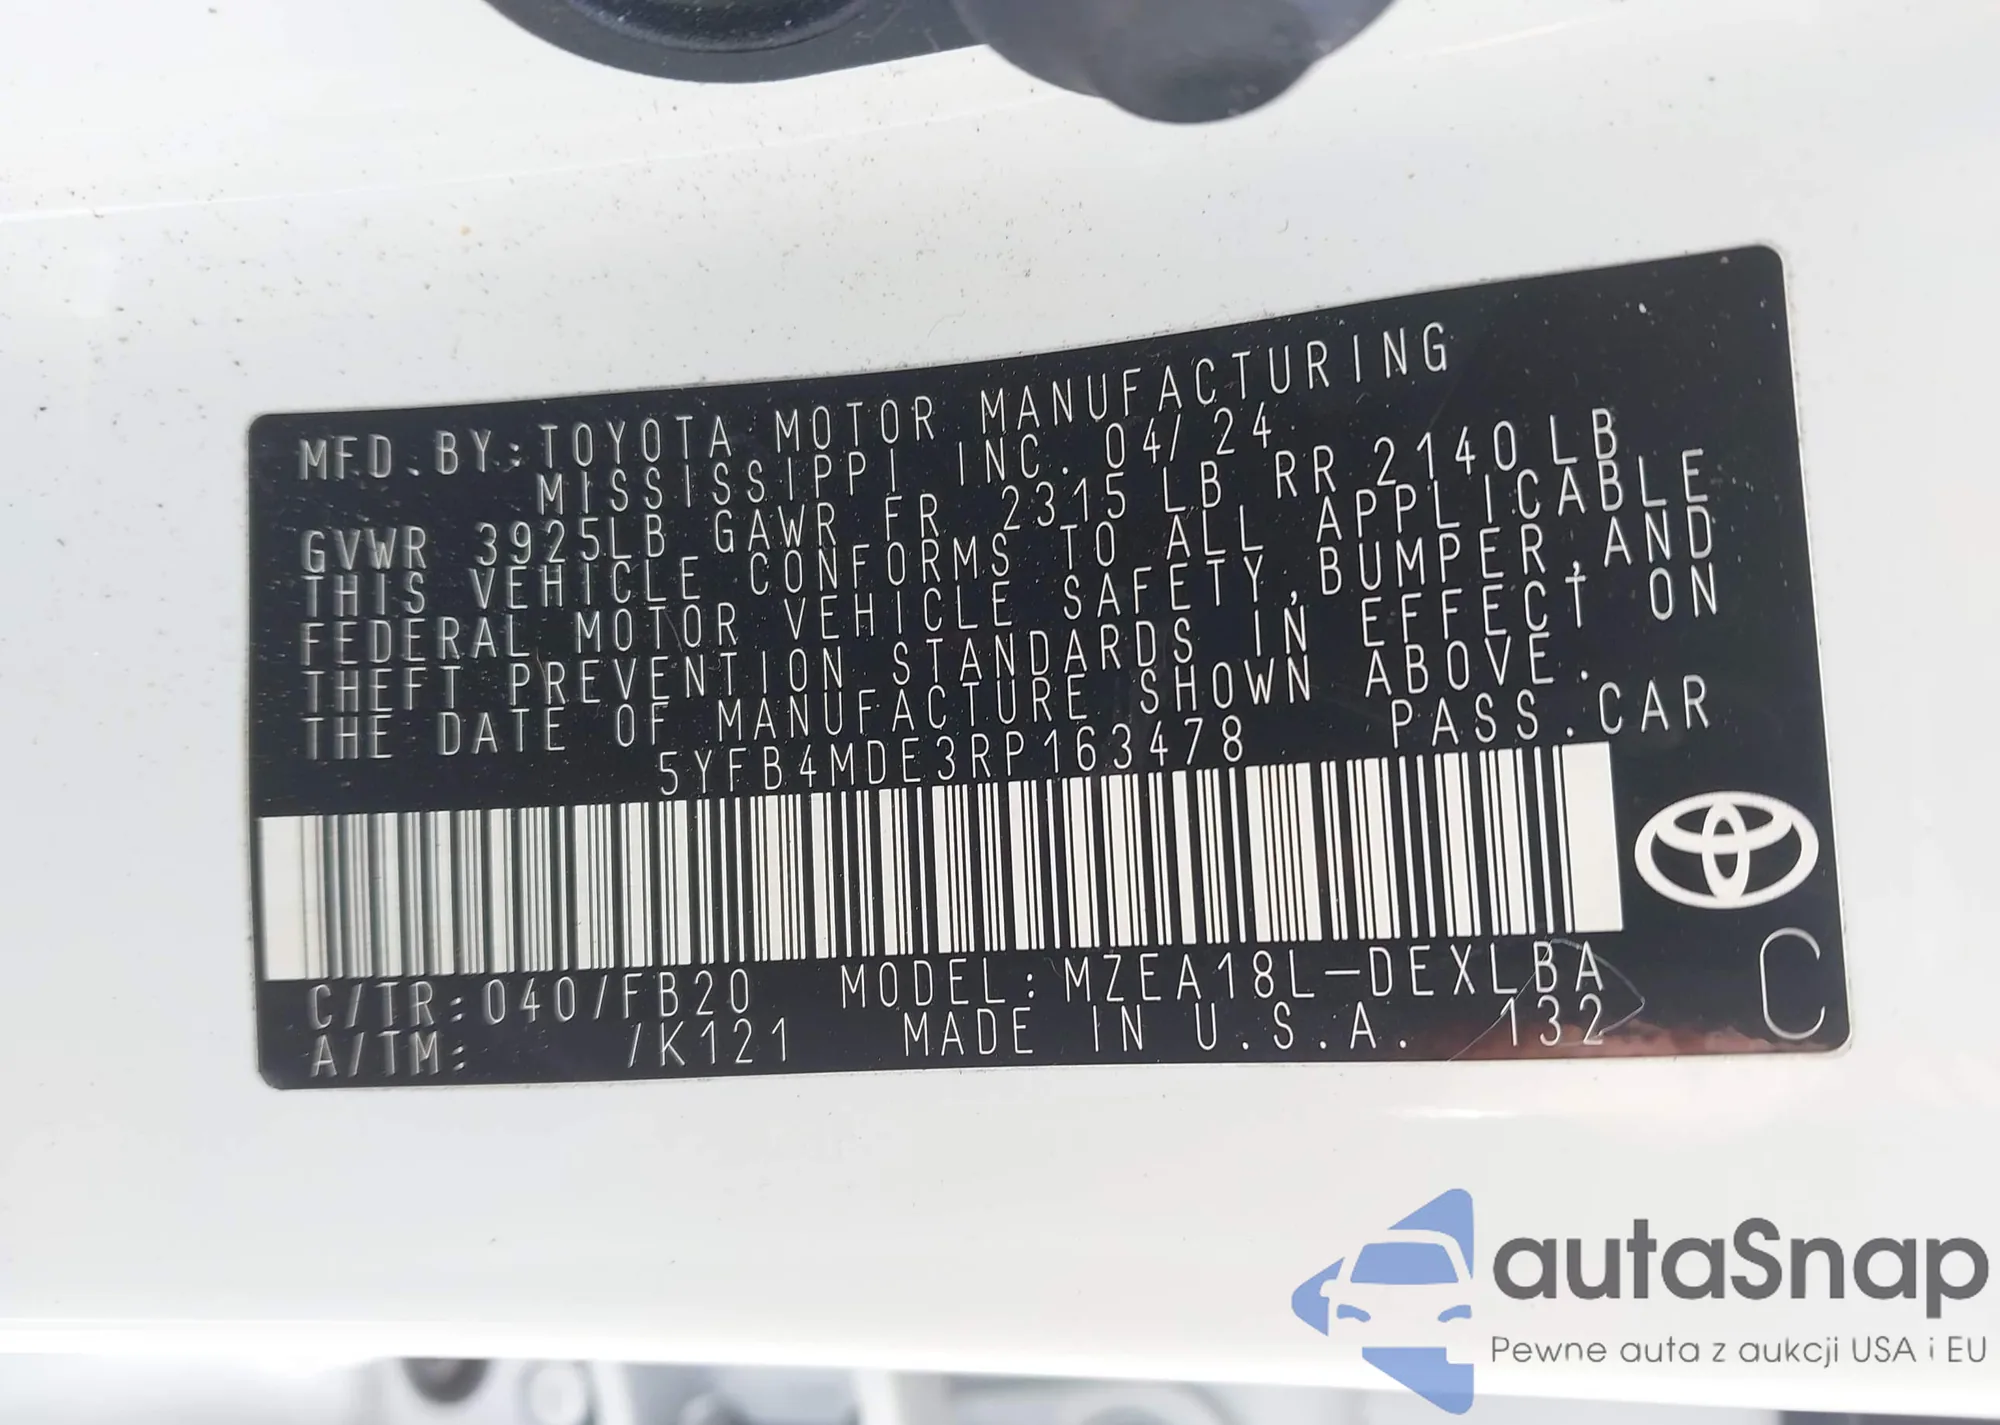 MFD.BY:TOYOTA MOTOR MANUFACTURING
MISSISSIPPI INC. 04/24
GVWR 3925LB GAWR FR 2315 LB RR 2140LB
THIS VEHICLE CONFORMS TO ALL APPLICABLE
FEDERAL MOTOR VEHICLE SAFETY,BUMPER,AND
THEFT PREVENTION STANDARDS IN EFFECT ON
THE DATE OF MANUFACTURE SHOWN ABOVE.
5YFB4MDE3RP163478 PASS.CAR
C/TR:040/FB20 MODEL:MZEA18L-DEXLBA
A/TM: /K121 MADE IN U.S.A. 132
C
autaSnap
Pewne auta z aukcji USA i EU